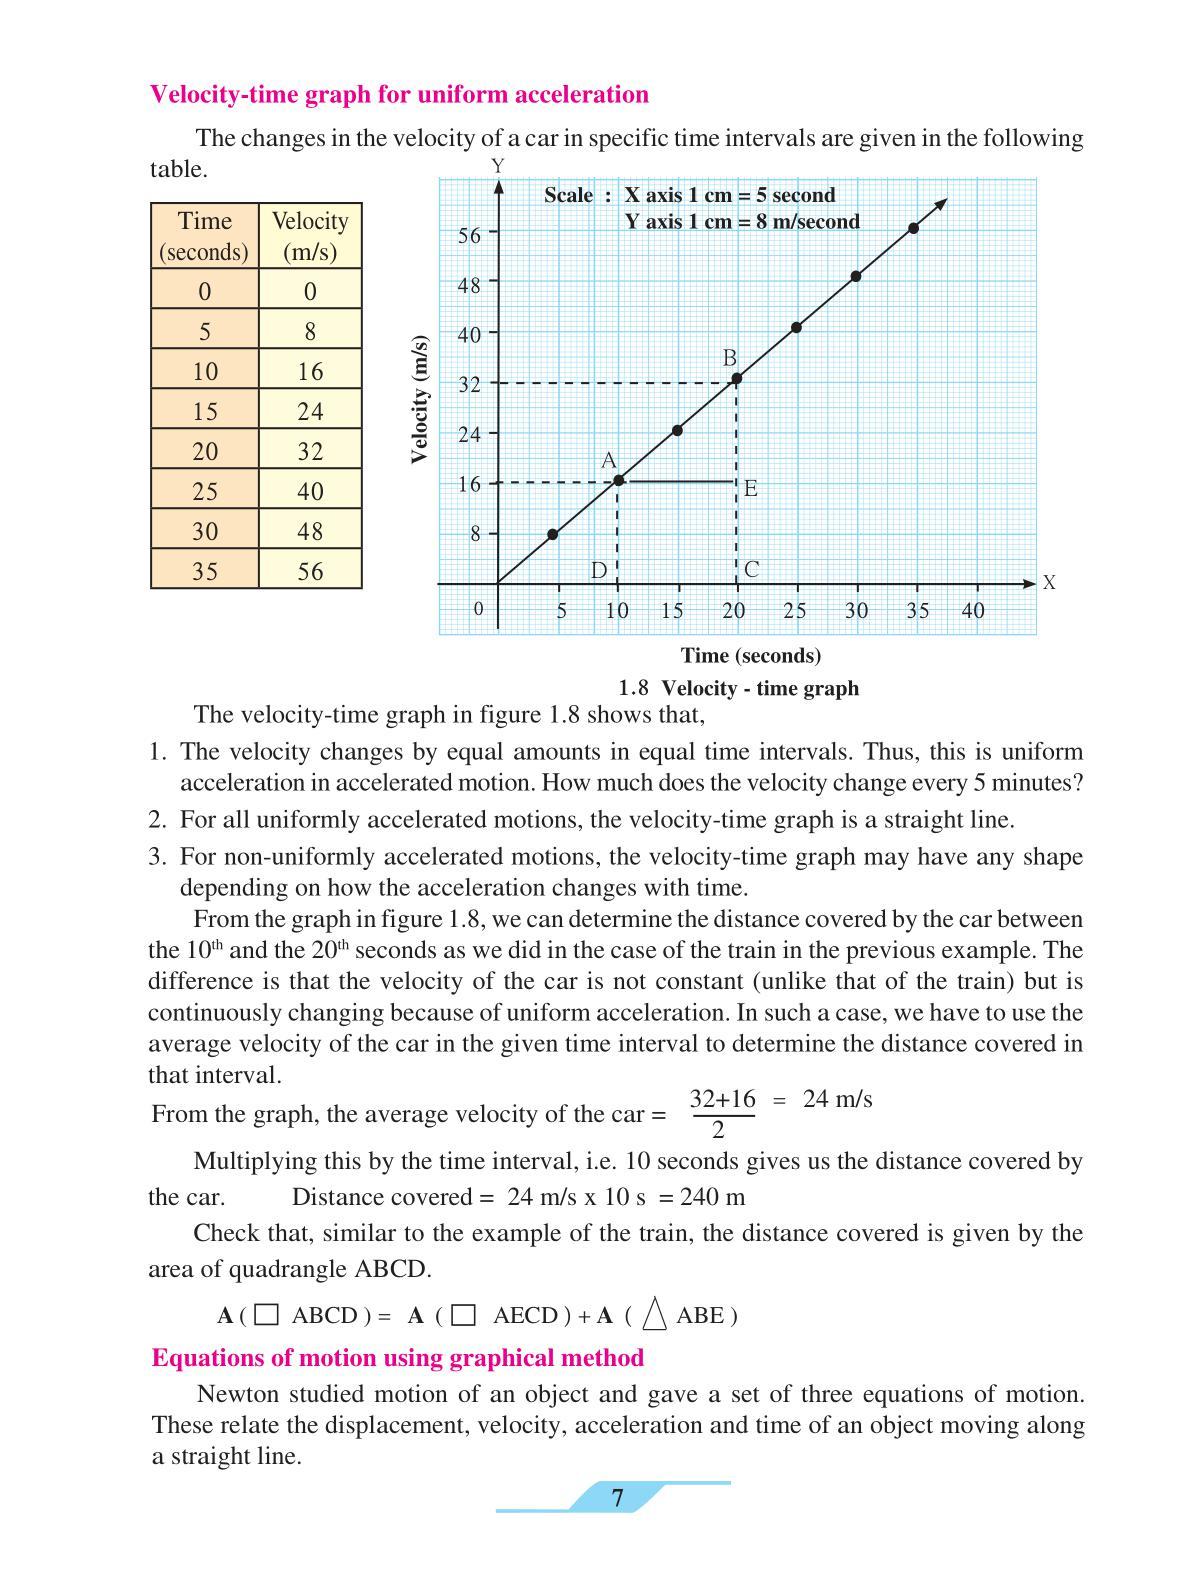 Velocity-time graph for uniform acceleration
The changes in the velocity of a car in specific time intervals are given in the following
table.
Time (seconds) Velocity (m/s)
0 0
5 8
10 16
15 24
20 32
25 40
30 48
35 56
Y
Scale : X axis 1 cm = 5 second
Y axis 1 cm = 8 m/second
56
48
40
32
24
16
8
Velocity (m/s)
A
B
E
D
C
X
0 5 10 15 20 25 30 35 40
Time (seconds)
1.8 Velocity - time graph
The velocity-time graph in figure 1.8 shows that,
1. The velocity changes by equal amounts in equal time intervals. Thus, this is uniform
acceleration in accelerated motion. How much does the velocity change every 5 minutes?
2. For all uniformly accelerated motions, the velocity-time graph is a straight line.
3. For non-uniformly accelerated motions, the velocity-time graph may have any shape
depending on how the acceleration changes with time.
From the graph in figure 1.8, we can determine the distance covered by the car between
the 10th and the 20th seconds as we did in the case of the train in the previous example. The
difference is that the velocity of the car is not constant (unlike that of the train) but is
continuously changing because of uniform acceleration. In such a case, we have to use the
average velocity of the car in the given time interval to determine the distance covered in
that interval.
From the graph, the average velocity of the car = 32+16 / 2 = 24 m/s
Multiplying this by the time interval, i.e. 10 seconds gives us the distance covered by
the car. Distance covered = 24 m/s x 10 s = 240 m
Check that, similar to the example of the train, the distance covered is given by the
area of quadrangle ABCD.
A ( □ ABCD ) = A ( □ AECD ) + A ( △ ABE )
Equations of motion using graphical method
Newton studied motion of an object and gave a set of three equations of motion.
These relate the displacement, velocity, acceleration and time of an object moving along
a straight line.
7